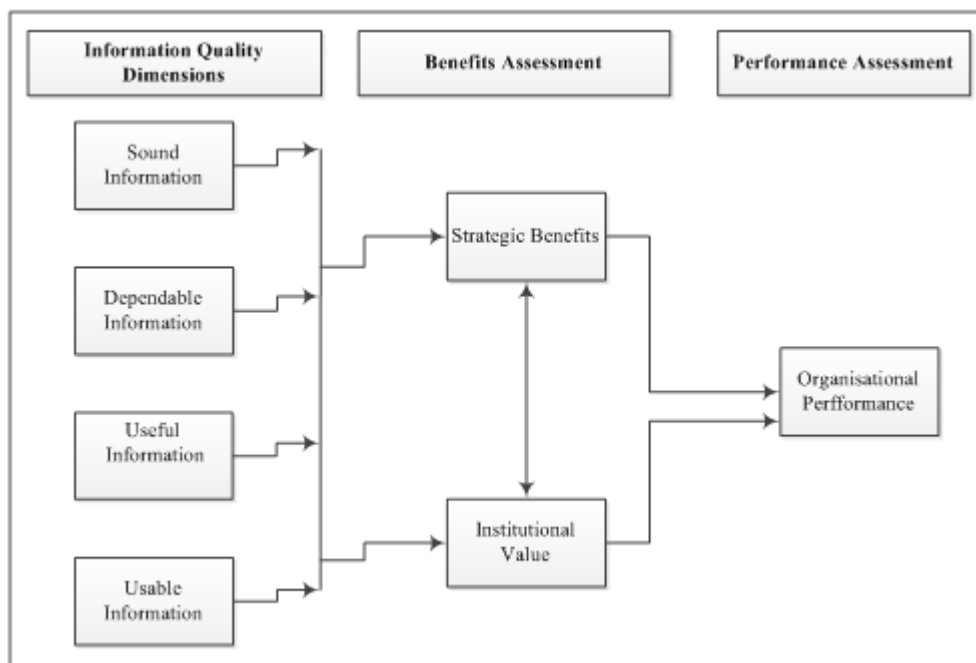 Information Quality
Dimensions
Benefits Assessment
Performance Assessment
Sound
Information
Dependable
Information
Useful
Information
Usable
Information
Strategic Benefits
Institutional
Value
Organisational
Perfformance